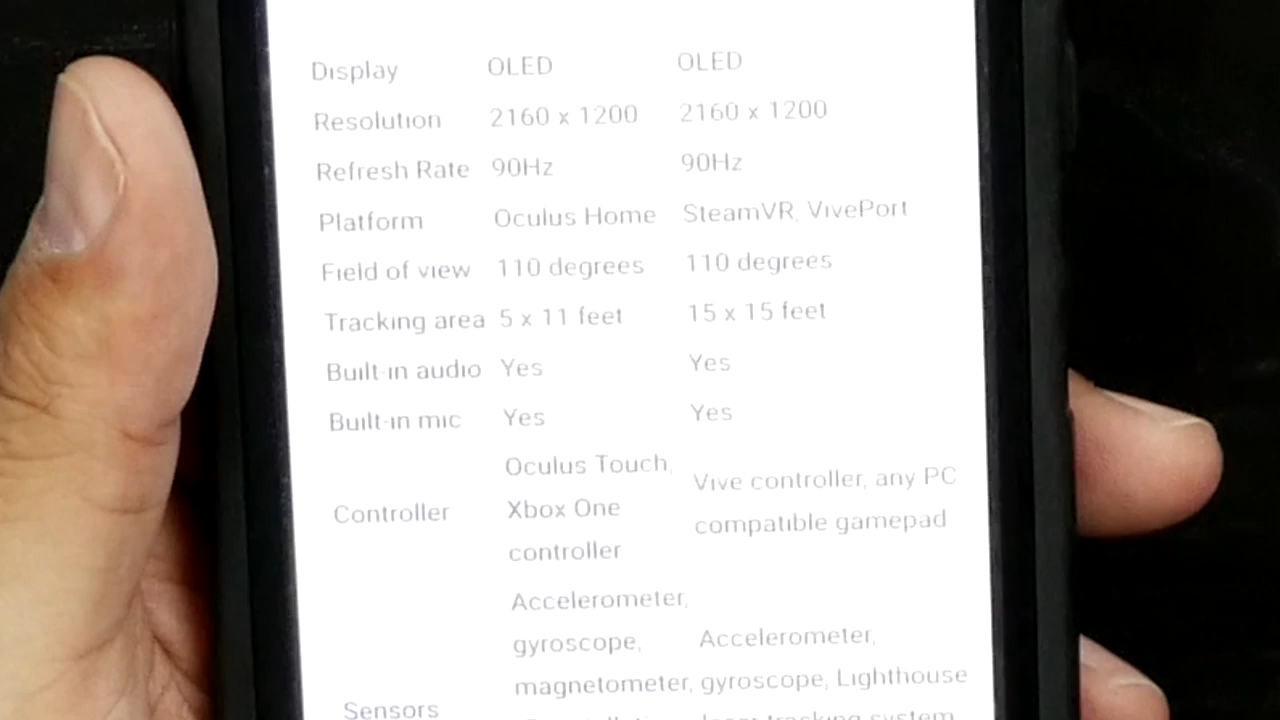 Display OLED OLED
Resolution 2160 x 1200 2160 x 1200
Refresh Rate 90Hz 90Hz
Platform Oculus Home SteamVR, VivePort
Field of view 110 degrees 110 degrees
Tracking area 5 x 11 feet 15 x 15 feet
Built-in audio Yes Yes
Built-in mic Yes Yes
Controller
Oculus Touch,
Xbox One
controller
Vive controller, any PC
compatible gamepad
Sensors
Accelerometer,
gyroscope,
magnetometer,
Accelerometer,
gyroscope, Lighthouse
laser tracking system